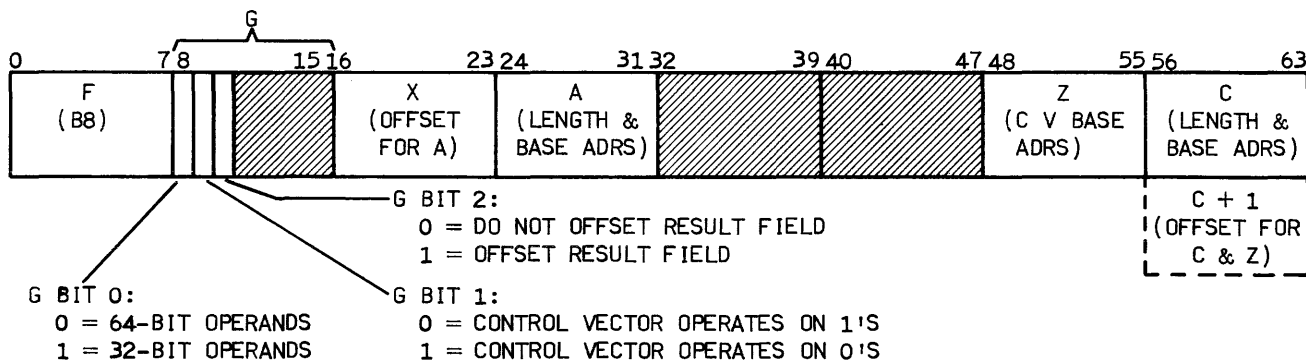 G
0 7 8 15 16 23 24 31 32 39 40 47 48 55 56 63
F
(B8)
X
(OFFSET
FOR A)
A
(LENGTH &
BASE ADRS)
Z
(C V BASE
ADRS)
C
(LENGTH &
BASE ADRS)
C + 1
(OFFSET FOR
C & Z)
G BIT 2:
0 = DO NOT OFFSET RESULT FIELD
1 = OFFSET RESULT FIELD
G BIT 0:
0 = 64-BIT OPERANDS
1 = 32-BIT OPERANDS
G BIT 1:
0 = CONTROL VECTOR OPERATES ON 1'S
1 = CONTROL VECTOR OPERATES ON 0'S